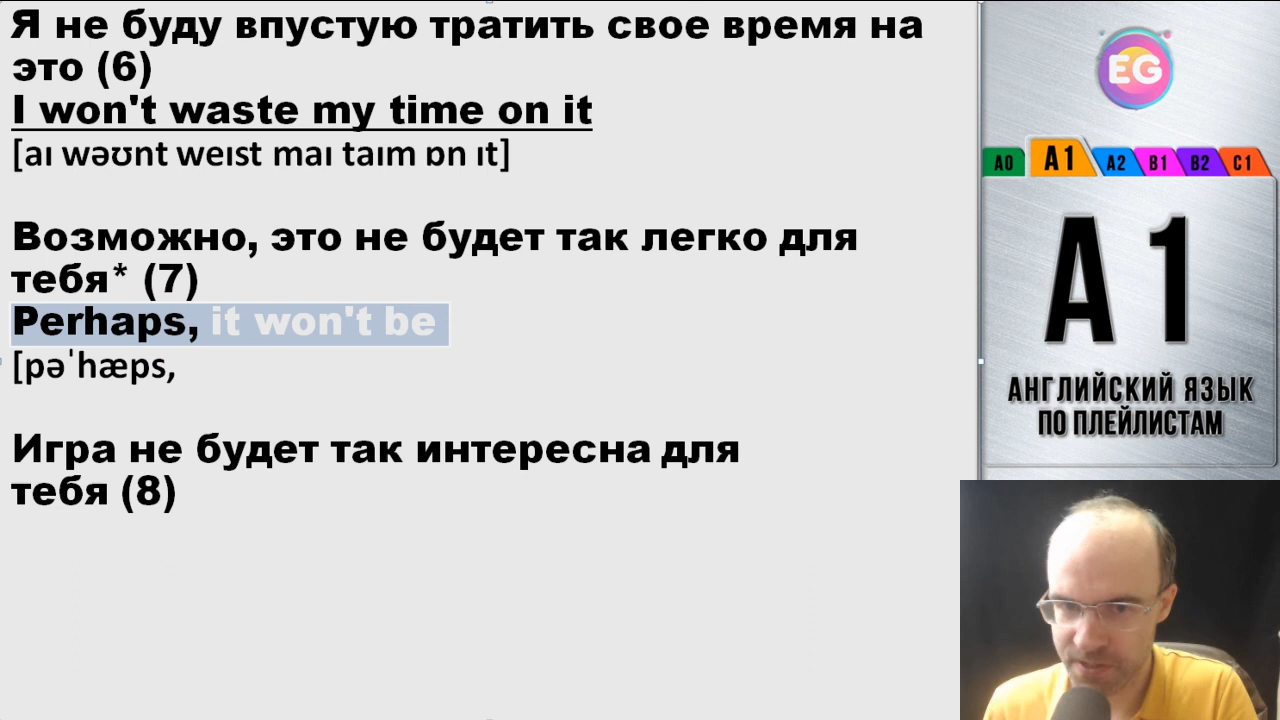 Я не буду впустую тратить свое время на
это (6)
I won't waste my time on it
[aɪ wəʊnt weɪst maɪ taɪm ɒn ɪt]
Возможно, это не будет так легко для
тебя* (7)
Perhaps, it won't be
[pəˈhæps,
Игра не будет так интересна для
тебя (8)
EG
A0 A1 A2 B1 B2 C1
A 1
АНГЛИЙСКИЙ ЯЗЫК
ПО ПЛЕЙЛИСТАМ